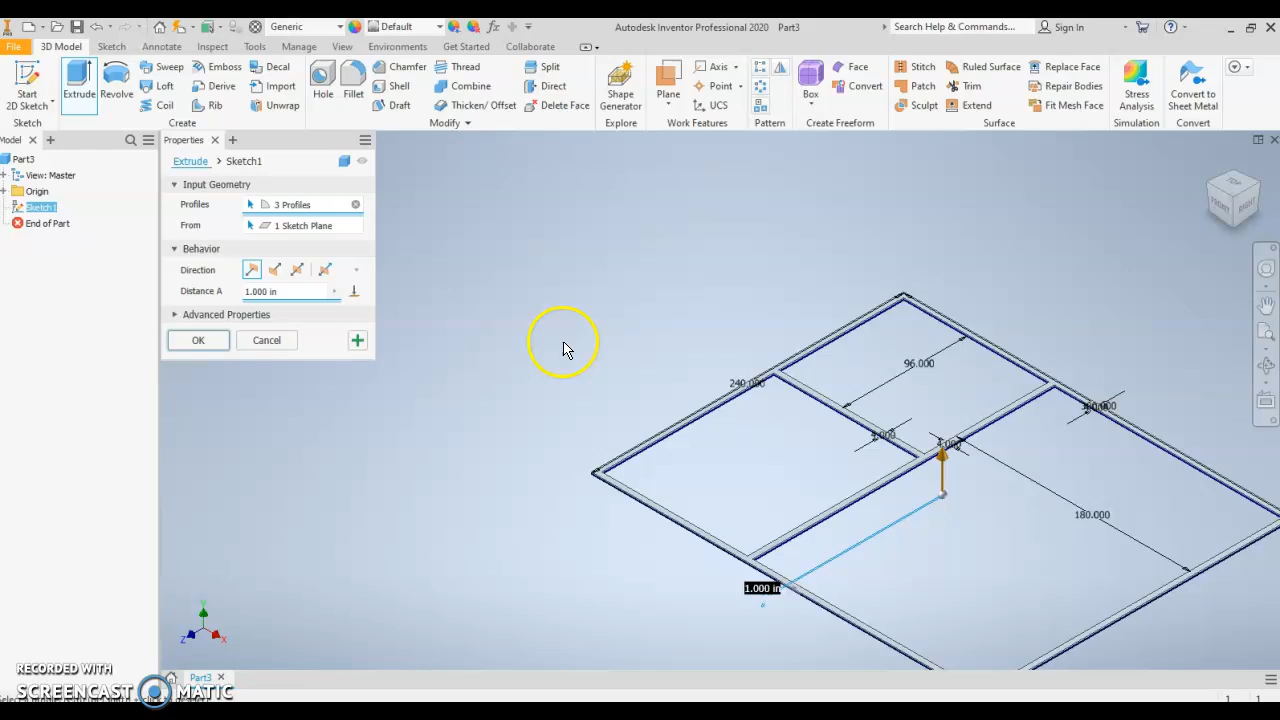 Generic
Default
Autodesk Inventor Professional 2020 Part3
Search Help & Commands...
Sign In
File
3D Model
Sketch
Annotate
Inspect
Tools
Manage
View
Environments
Get Started
Collaborate
Start
2D Sketch
Sketch
Extrude
Revolve
Sweep
Loft
Coil
Emboss
Derive
Rib
Decal
Import
Unwrap
Create
Hole
Fillet
Chamfer
Shell
Draft
Thread
Combine
Thicken/ Offset
Split
Direct
Delete Face
Modify
Shape
Generator
Explore
Plane
Axis
Point
UCS
Work Features
Pattern
Box
Face
Convert
Create Freeform
Stitch
Patch
Sculpt
Ruled Surface
Trim
Extend
Replace Face
Repair Bodies
Fit Mesh Face
Surface
Stress
Analysis
Simulation
Convert to
Sheet Metal
Convert
Model
Part3
View: Master
Origin
Sketch1
End of Part
Properties
Extrude > Sketch1
Input Geometry
Profiles 3 Profiles
From 1 Sketch Plane
Behavior
Direction
Distance A 1.000 in
Advanced Properties
OK
Cancel
TOP
FRONT
RIGHT
96.000
240.000
180.000
1.000 in
Y
Z
X
RECORDED WITH
SCREENCAST MATIC
Part3
1 1